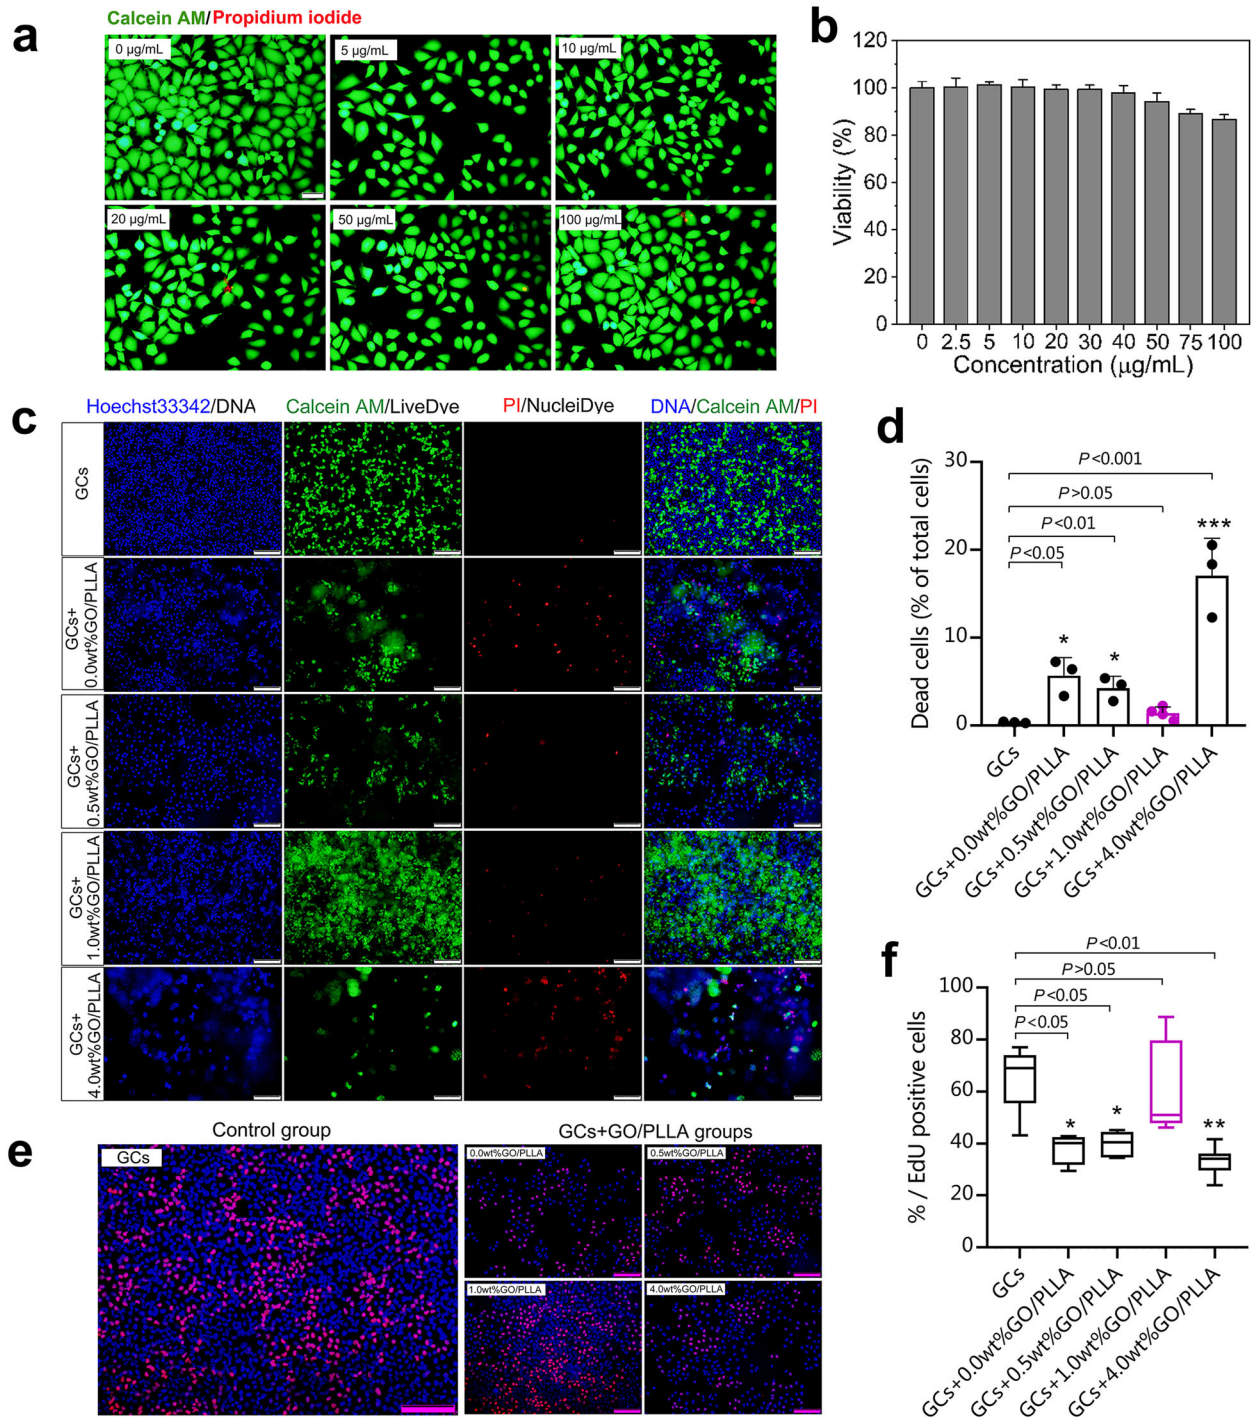 a
Calcein AM/Propidium iodide
0 µg/mL
5 µg/mL
10 µg/mL
20 µg/mL
50 µg/mL
100 µg/mL
b
Viability (%)
120
100
80
60
40
20
0
0 2.5 5 10 20 30 40 50 75 100
Concentration (µg/mL)
c
Hoechst33342/DNA Calcein AM/LiveDye PI/NucleiDye DNA/Calcein AM/PI
GCs
GCs+
0.0wt%GO/PLLA
GCs+
0.5wt%GO/PLLA
GCs+
1.0wt%GO/PLLA
GCs+
4.0wt%GO/PLLA
d
Dead cells (% of total cells)
30
20
10
0
P<0.001
P>0.05
P<0.01
P<0.05
*
*
***
GCs
GCs+0.0wt%GO/PLLA
GCs+0.5wt%GO/PLLA
GCs+1.0wt%GO/PLLA
GCs+4.0wt%GO/PLLA
e
Control group
GCs
GCs+GO/PLLA groups
0.0wt%GO/PLLA
0.5wt%GO/PLLA
1.0wt%GO/PLLA
4.0wt%GO/PLLA
f
% / EdU positive cells
100
80
60
40
20
0
P<0.01
P>0.05
P<0.05
P<0.05
*
*
**
GCs
GCs+0.0wt%GO/PLLA
GCs+0.5wt%GO/PLLA
GCs+1.0wt%GO/PLLA
GCs+4.0wt%GO/PLLA